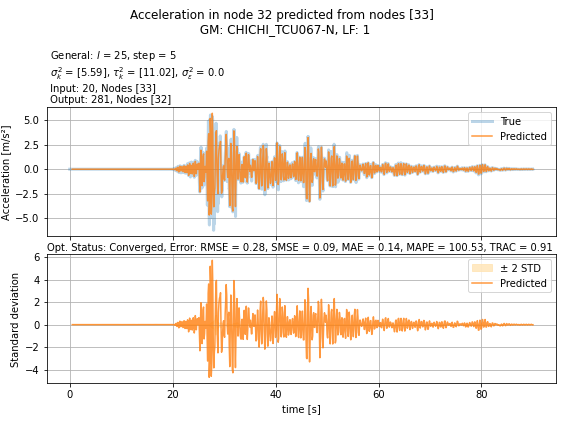 Acceleration in node 32 predicted from nodes [33]
GM: CHICHI_TCU067-N, LF: 1
General: l = 25, step = 5
σ²ₖ = [5.59], τ²ₖ = [11.02], σ²ε = 0.0
Input: 20, Nodes [33]
Output: 281, Nodes [32]
Acceleration [m/s²]
5.0
2.5
0.0
−2.5
−5.0
True
Predicted
Opt. Status: Converged, Error: RMSE = 0.28, SMSE = 0.09, MAE = 0.14, MAPE = 100.53, TRAC = 0.91
Standard deviation
6
4
2
0
−2
−4
± 2 STD
Predicted
0 20 40 60 80
time [s]